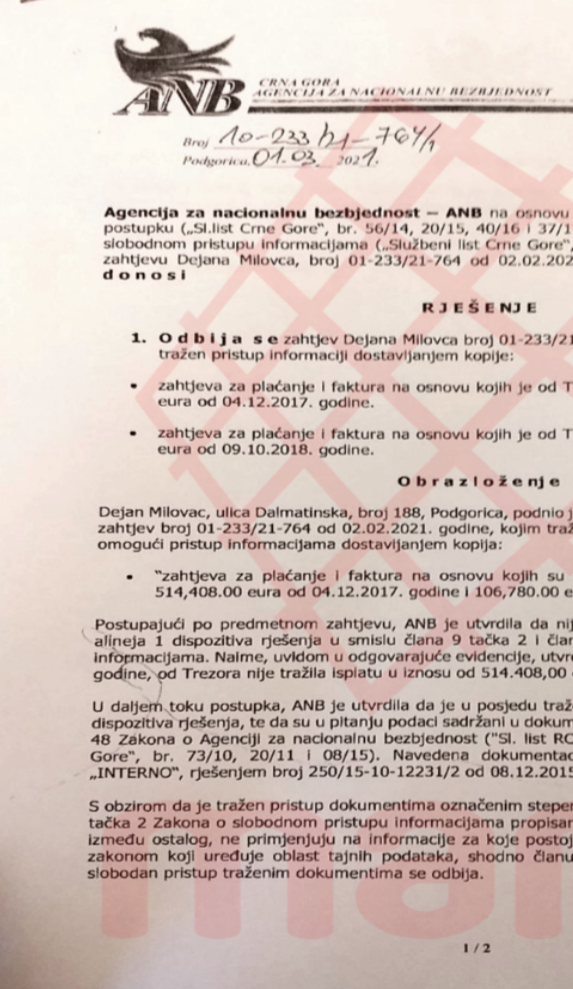 ANB
CRNA GORA
AGENCIJA ZA NACIONALNU BEZBJEDNOST
Broj 10-233/21-764/1
Podgorica, 01.03. 2021.
Agencija za nacionalnu bezbjednost – ANB na osnovu
postupku („Sl.list Crne Gore", br. 56/14, 20/15, 40/16 i 37/1
slobodnom pristupu informacijama („Službeni list Crne Gore",
zahtjevu Dejana Milovca, broj 01-233/21-764 od 02.02.202
d o n o s i
R J E Š E N J E
1. O d b i j a s e zahtjev Dejana Milovca broj 01-233/21
tražen pristup informaciji dostavljanjem kopije:
• zahtjeva za plaćanje i faktura na osnovu kojih je od T
eura od 04.12.2017. godine.
• zahtjeva za plaćanje i faktura na osnovu kojih je od T
eura od 09.10.2018. godine.
O b r a z l o ž e n j e
Dejan Milovac, ulica Dalmatinska, broj 188, Podgorica, podnio j
zahtjev broj 01-233/21-764 od 02.02.2021. godine, kojim traž
omogući pristup informacijama dostavljanjem kopija:
• "zahtjeva za plaćanje i faktura na osnovu kojih su
514,408.00 eura od 04.12.2017. godine i 106,780.00 e
Postupajući po predmetnom zahtjevu, ANB je utvrdila da nij
alineja 1 dispozitiva rješenja u smislu člana 9 tačka 2 i član
informacijama. Naime, uvidom u odgovarajuće evidencije, utvr
godine, od Trezora nije tražila isplatu u iznosu od 514.408,00
U daljem toku postupka, ANB je utvrdila da je u posjedu traž
dispozitiva rješenja, te da su u pitanju podaci sadržani u dokum
48 Zakona o Agenciji za nacionalnu bezbjednost ("Sl. list RC
Gore", br. 73/10, 20/11 i 08/15). Navedena dokumentac
„INTERNO", rješenjem broj 250/15-10-12231/2 od 08.12.2015
S obzirom da je tražen pristup dokumentima označenim stepen
tačka 2 Zakona o slobodnom pristupu informacijama propisan
između ostalog, ne primjenjuju na informacije za koje postoj
zakonom koji uređuje oblast tajnih podataka, shodno članu
slobodan pristup traženim dokumentima se odbija.
1 / 2